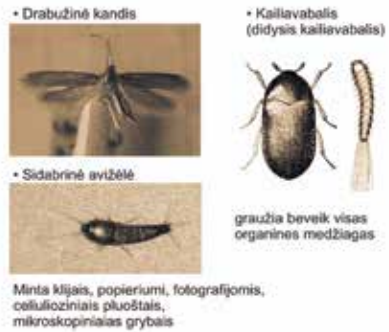 • Drabužinė kandis
• Kailiavabalis
(didysis kailiavabalis)
• Sidabrinė avižėlė
graužia beveik visas
organines medžiagas
Minta klijais, popieriumi, fotografijomis,
celiulioziniais pluoštais,
mikroskopiniaias grybais